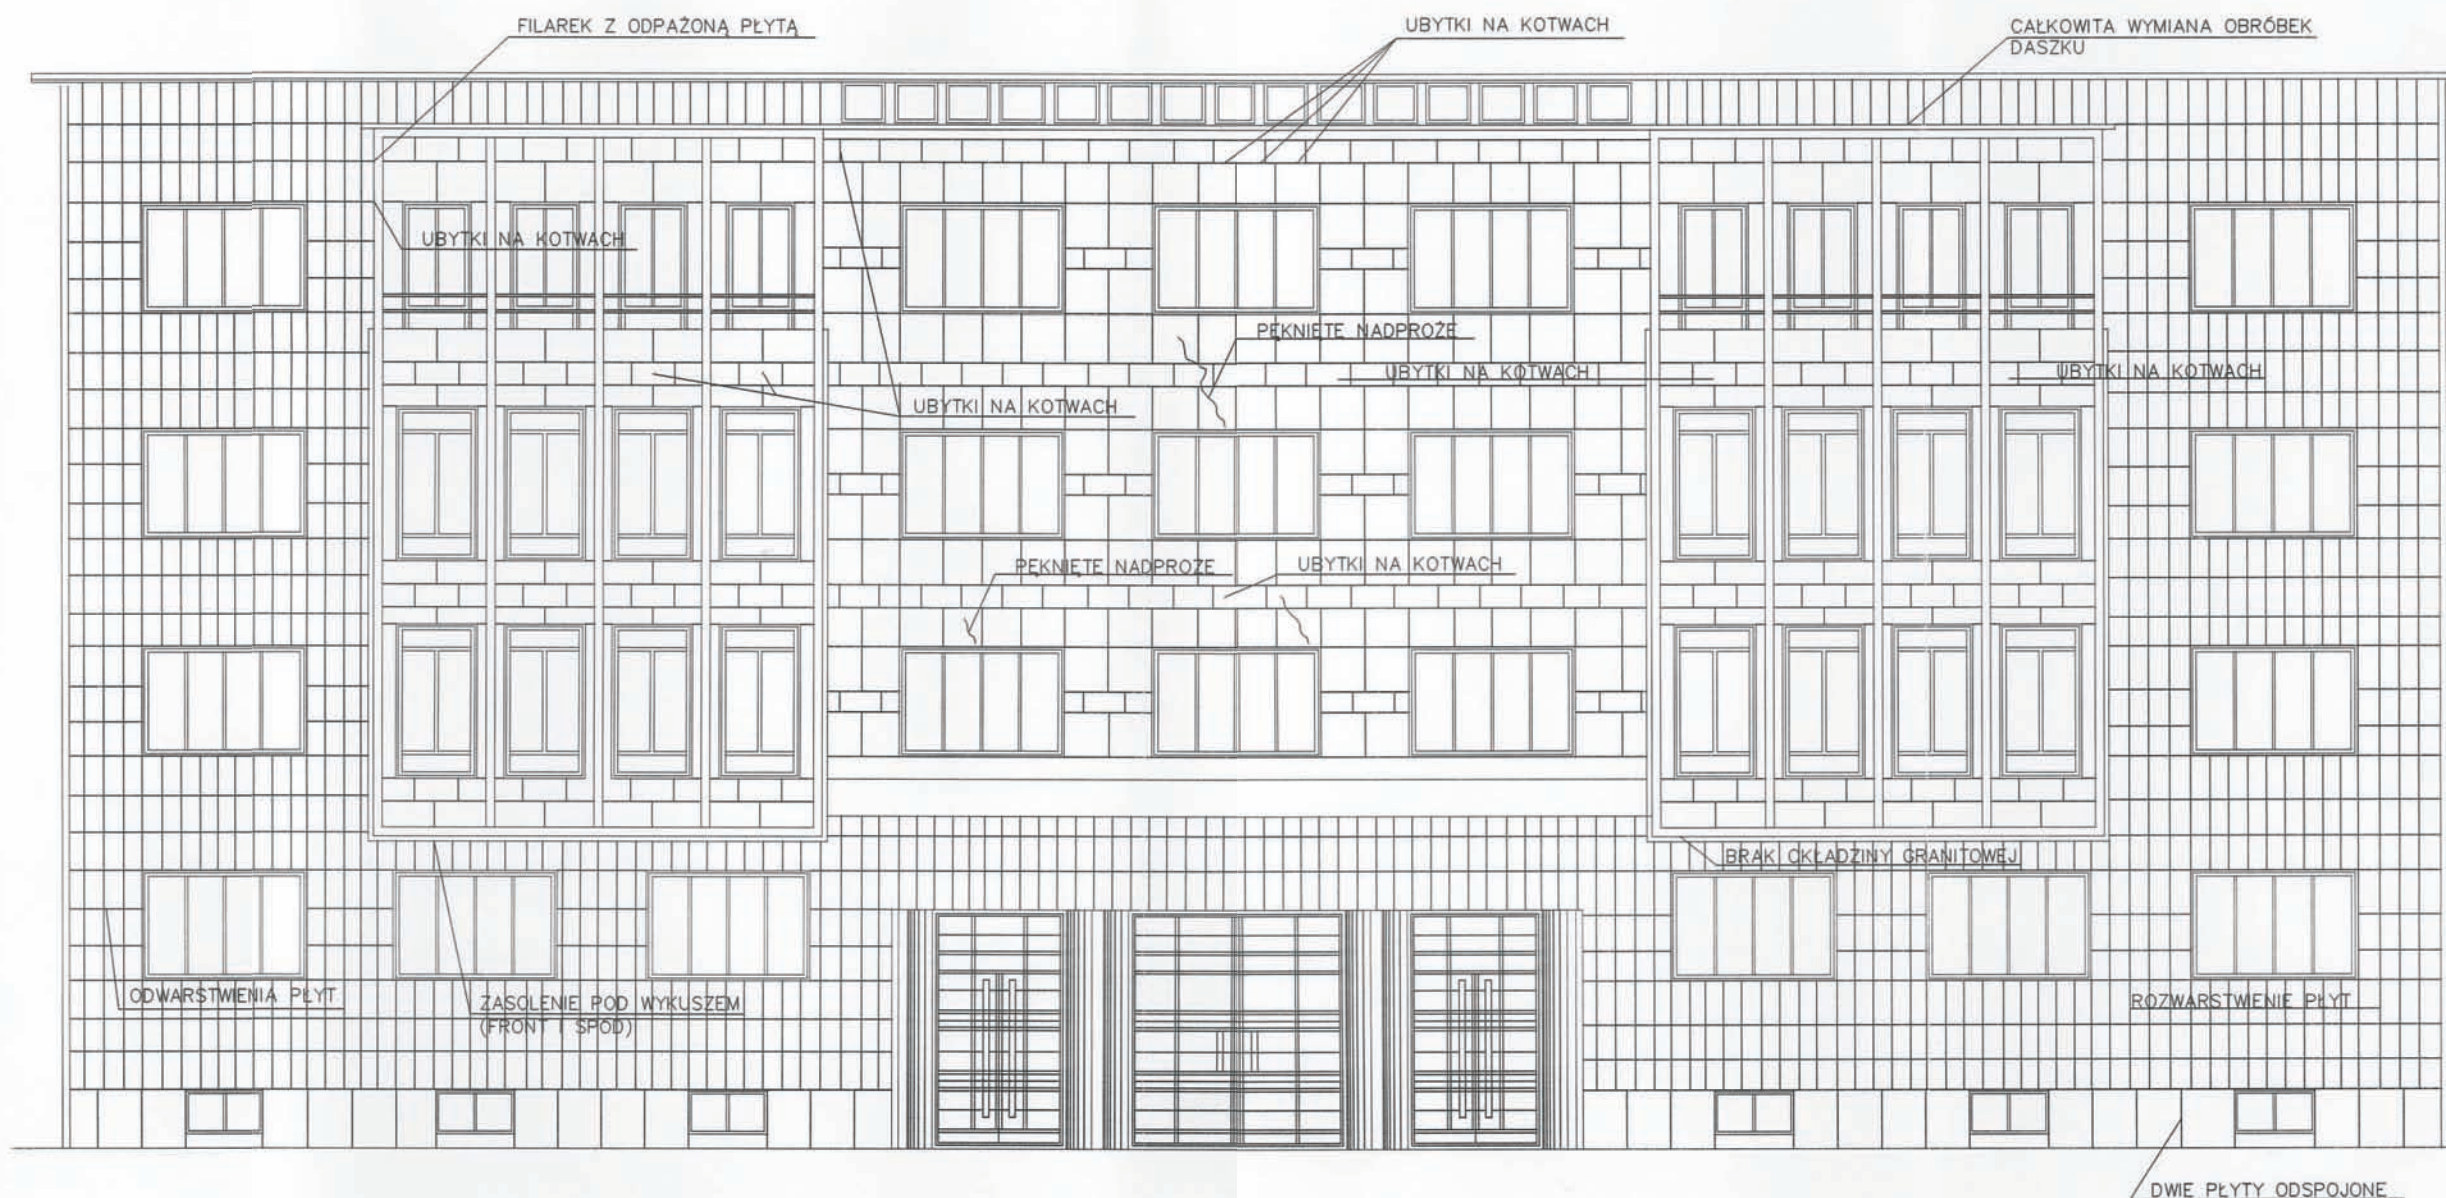 FILAREK Z ODPAŻONĄ PŁYTĄ
UBYTKI NA KOTWACH
CAŁKOWITA WYMIANA OBRÓBEK
DASZKU
UBYTKI NA KOTWACH
PĘKNIĘTE NADPROŻE
UBYTKI NA KOTWACH
UBYTKI NA KOTWACH
UBYTKI NA KOTWACH
PĘKNIĘTE NADPROŻE
UBYTKI NA KOTWACH
BRAK CKŁADZINY GRANITOWEJ
ODWARSTWIENIA PŁYT
ZASOLENIE POD WYKUSZEM
(FRONT I SPÓD)
ROZWARSTWIENIE PŁYT
DWIE PŁYTY ODSPOJONE